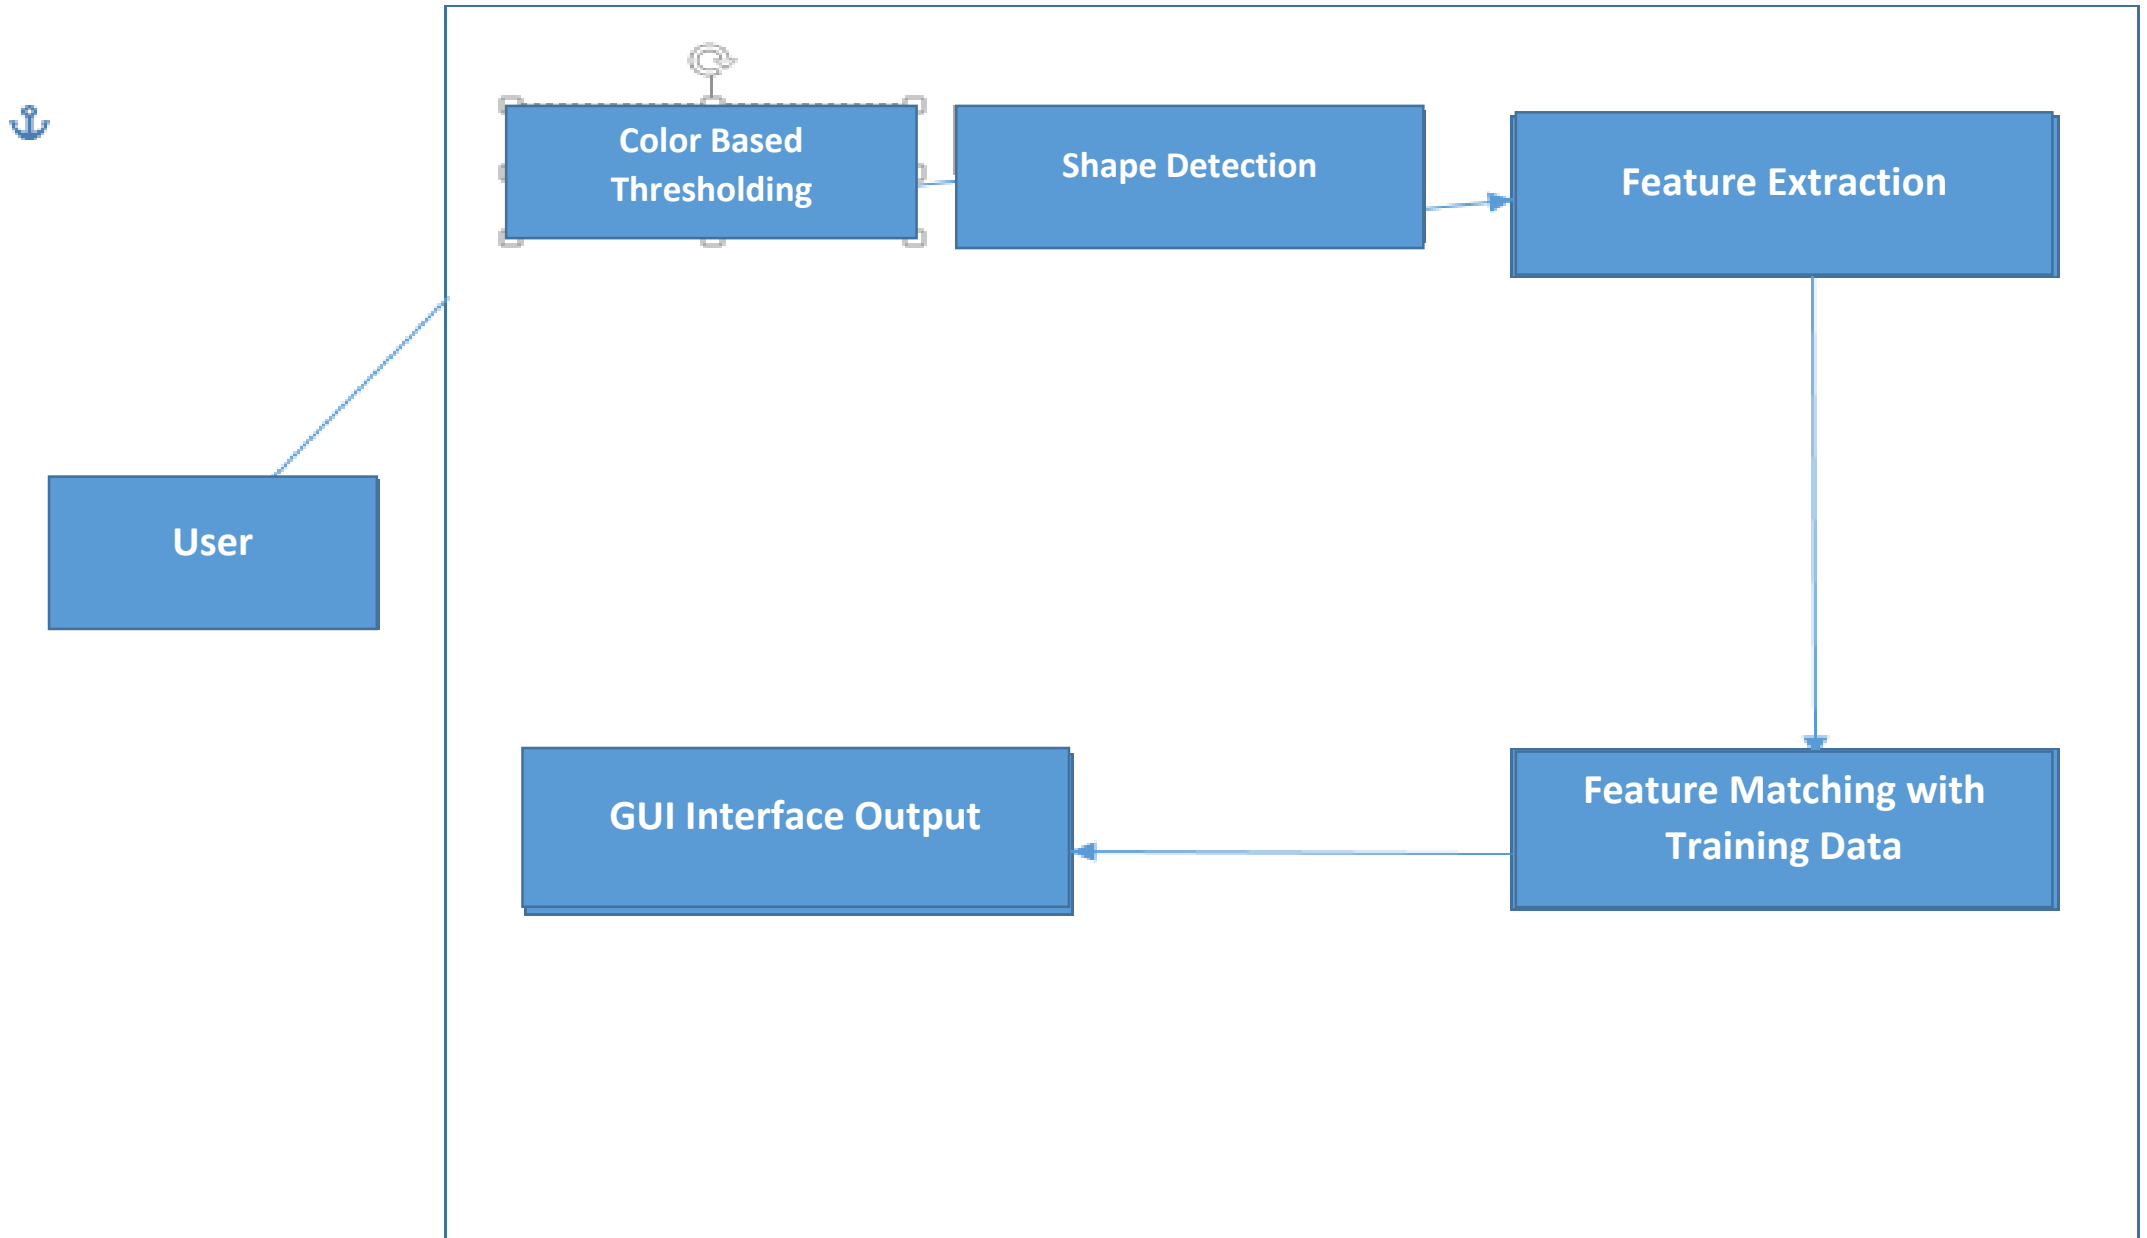 Color Based
Thresholding
Shape Detection
Feature Extraction
User
GUI Interface Output
Feature Matching with
Training Data